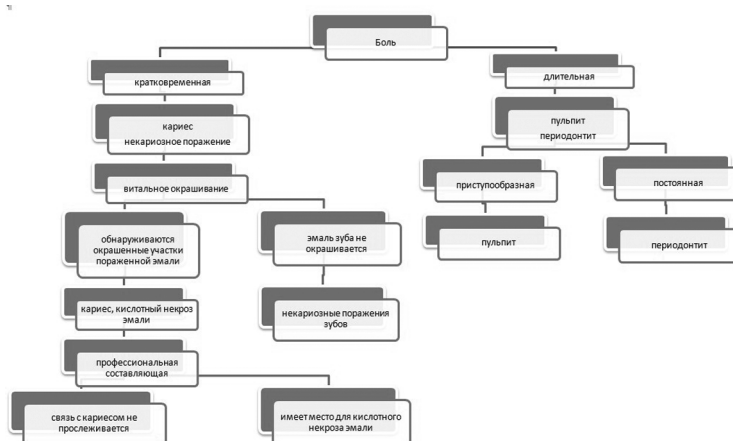 Боль
кратковременная
длительная
кариес
некариозное поражение
пульпит
периодонтит
витальное окрашивание
приступообразная
постоянная
обнаруживаются
окрашенные участки
пораженной эмали
эмаль зуба не
окрашивается
пульпит
периодонтит
кариес, кислотный некроз
эмали
некариозные поражения
зубов
профессиональная
составляющая
связь с кариесом не
прослеживается
имеет место для кислотного
некроза эмали